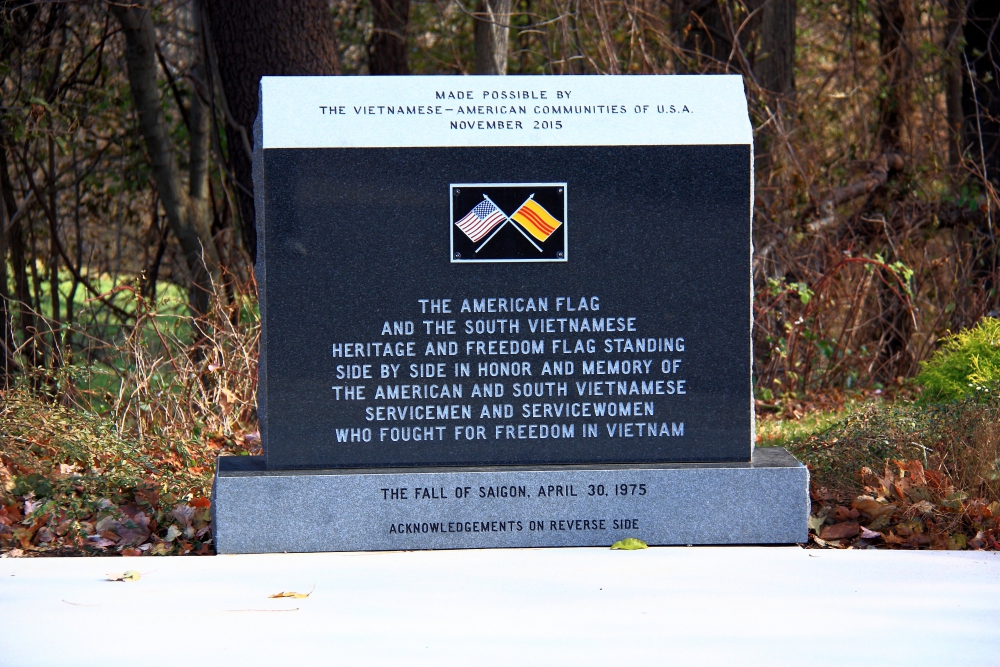 MADE POSSIBLE BY
THE VIETNAMESE-AMERICAN COMMUNITIES OF U.S.A.
NOVEMBER 2015
THE AMERICAN FLAG
AND THE SOUTH VIETNAMESE
HERITAGE AND FREEDOM FLAG STANDING
SIDE BY SIDE IN HONOR AND MEMORY OF
THE AMERICAN AND SOUTH VIETNAMESE
SERVICEMEN AND SERVICEWOMEN
WHO FOUGHT FOR FREEDOM IN VIETNAM
THE FALL OF SAIGON, APRIL 30, 1975
ACKNOWLEDGEMENTS ON REVERSE SIDE